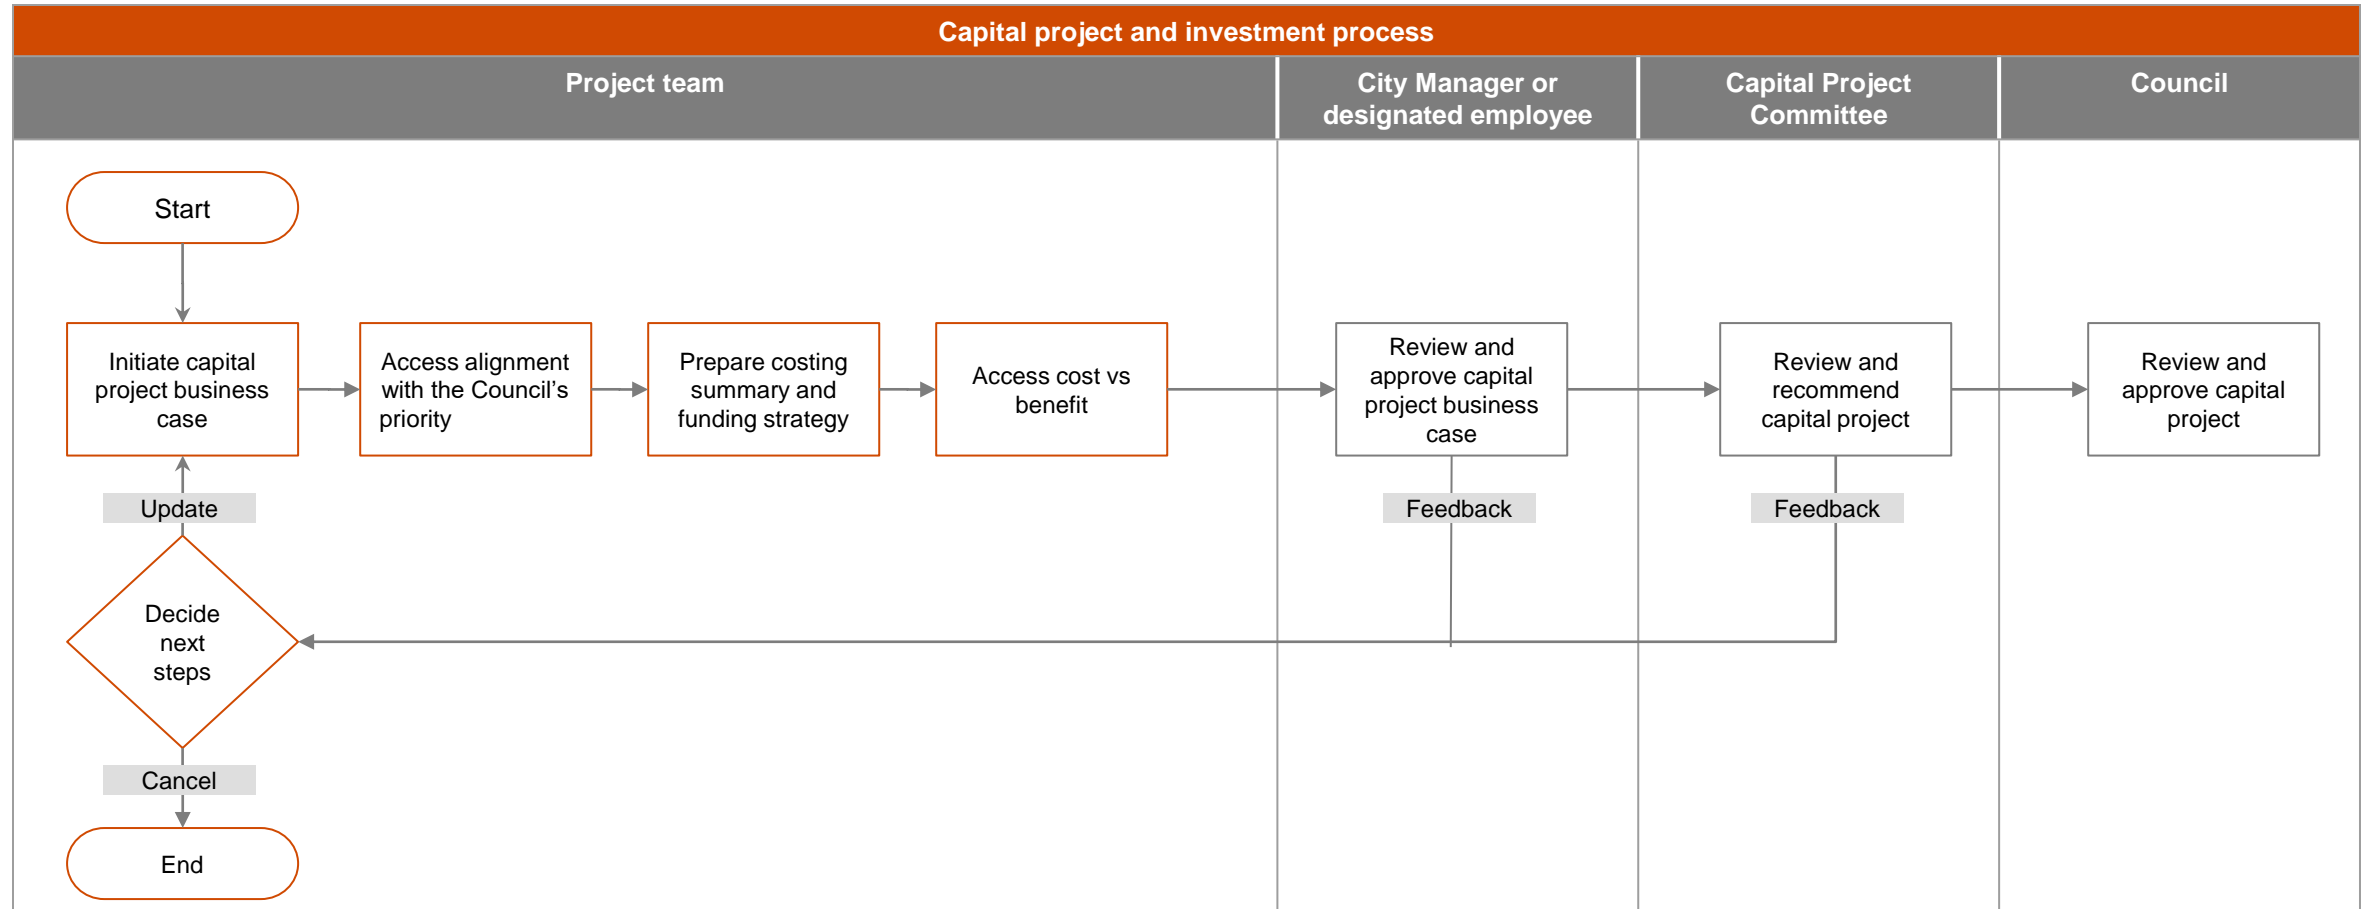 Capital project and investment process
Project team
City Manager or
designated employee
Capital Project
Committee
Council
Start
Initiate capital
project business
case
Access alignment
with the Council's
priority
Prepare costing
summary and
funding strategy
Access cost vs
benefit
Review and
approve capital
project business
case
Review and
recommend
capital project
Review and
approve capital
project
Update
Feedback
Feedback
Decide
next
steps
Cancel
End